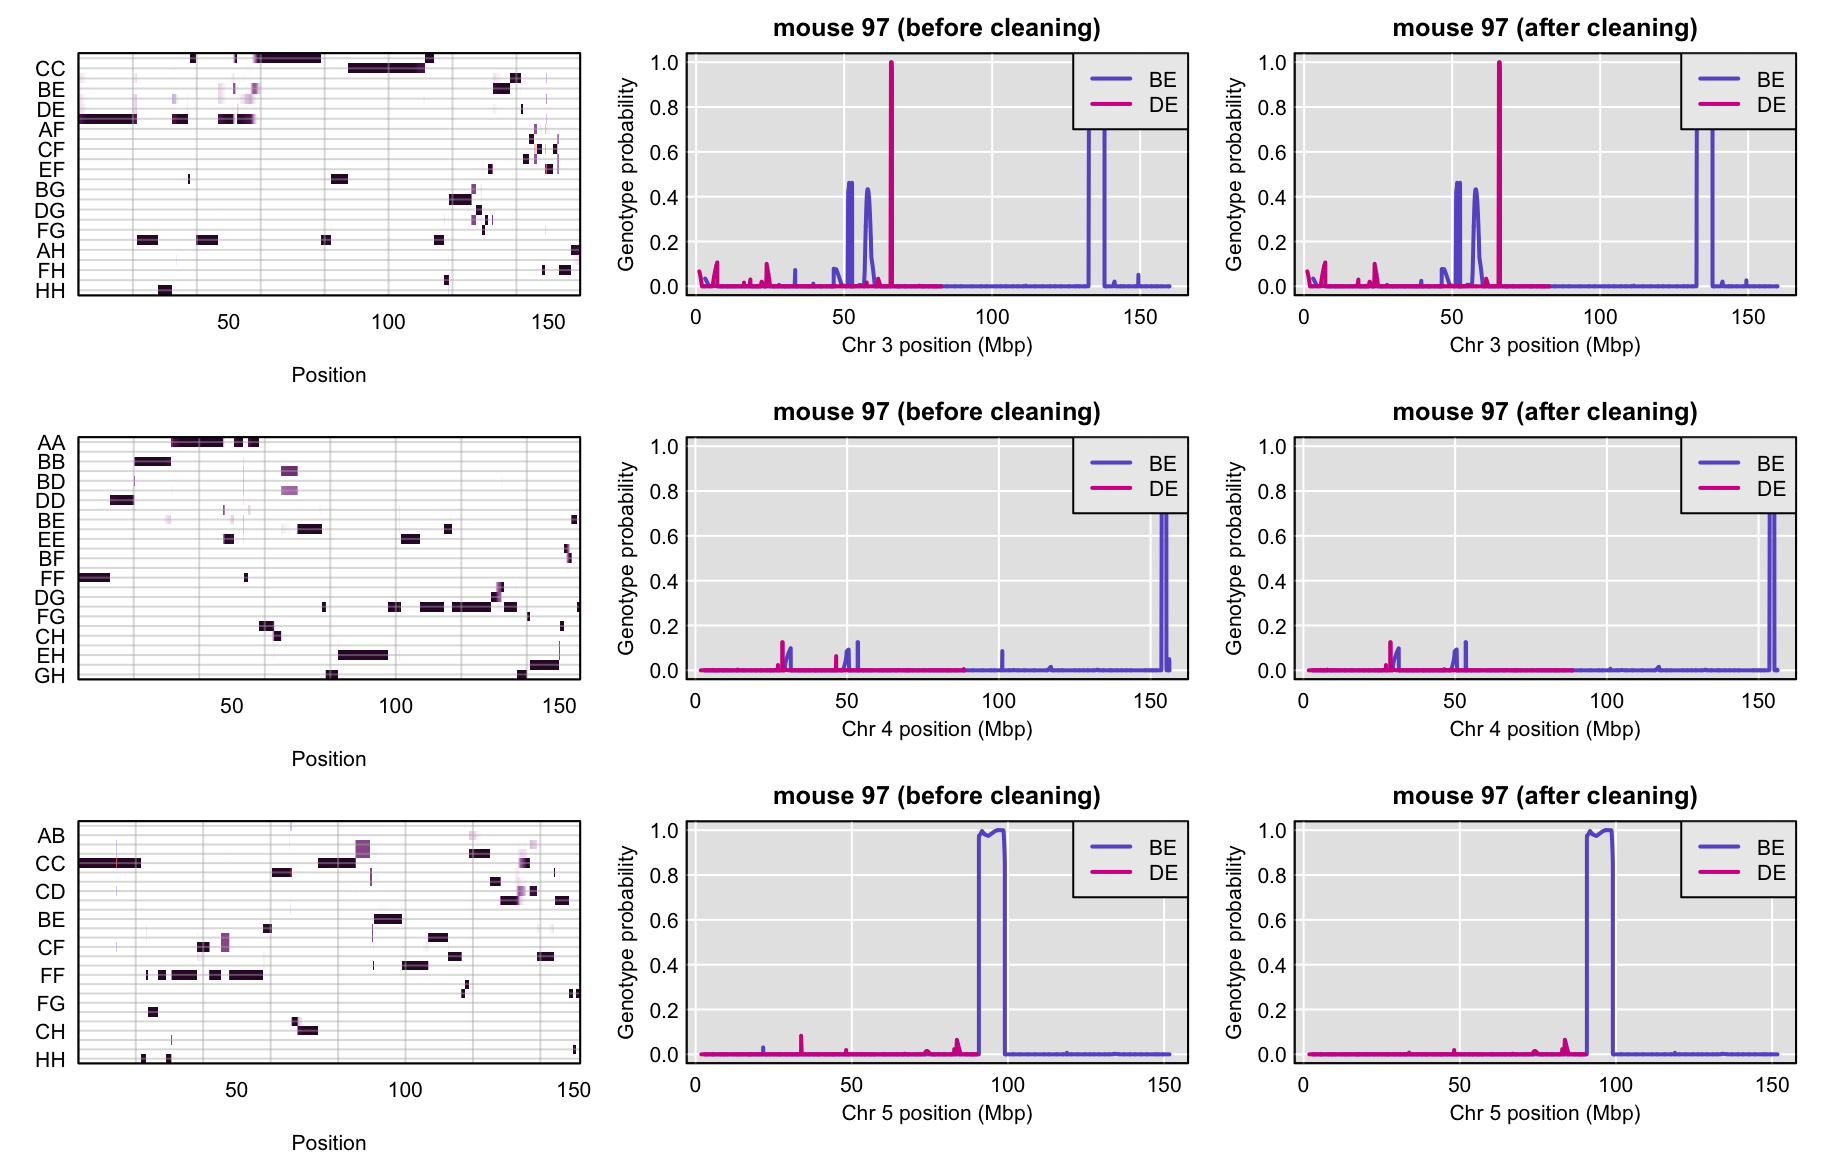 CC
BE
DE
AF
CF
EF
BG
DG
FG
AH
FH
HH
50 100 150
Position
mouse 97 (before cleaning)
1.0
0.8
0.6
0.4
0.2
0.0
Genotype probability
BE
DE
0 50 100 150
Chr 3 position (Mbp)
mouse 97 (after cleaning)
1.0
0.8
0.6
0.4
0.2
0.0
Genotype probability
BE
DE
0 50 100 150
Chr 3 position (Mbp)
AA
BB
BD
DD
BE
EE
BF
FF
DG
FG
CH
EH
GH
50 100 150
Position
mouse 97 (before cleaning)
1.0
0.8
0.6
0.4
0.2
0.0
Genotype probability
BE
DE
0 50 100 150
Chr 4 position (Mbp)
mouse 97 (after cleaning)
1.0
0.8
0.6
0.4
0.2
0.0
Genotype probability
BE
DE
0 50 100 150
Chr 4 position (Mbp)
AB
CC
CD
BE
CF
FF
FG
CH
HH
50 100 150
Position
mouse 97 (before cleaning)
1.0
0.8
0.6
0.4
0.2
0.0
Genotype probability
BE
DE
0 50 100 150
Chr 5 position (Mbp)
mouse 97 (after cleaning)
1.0
0.8
0.6
0.4
0.2
0.0
Genotype probability
BE
DE
0 50 100 150
Chr 5 position (Mbp)